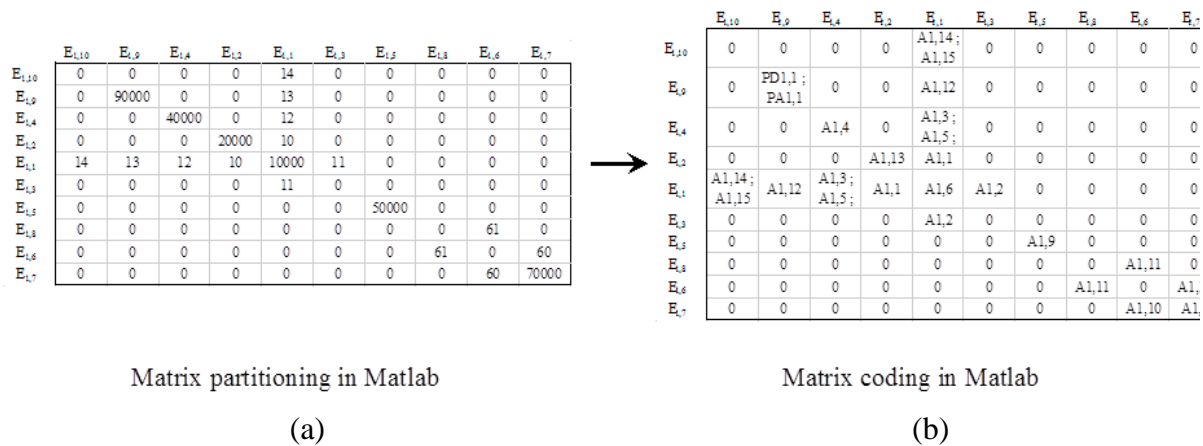 E1,10 E1,9 E1,4 E1,2 E1,1 E1,3 E1,5 E1,8 E1,6 E1,7
E1,10 0 0 0 0 14 0 0 0 0 0
E1,9 0 90000 0 0 13 0 0 0 0 0
E1,4 0 0 40000 0 12 0 0 0 0 0
E1,2 0 0 0 20000 10 0 0 0 0 0
E1,1 14 13 12 10 10000 11 0 0 0 0
E1,3 0 0 0 0 11 0 0 0 0 0
E1,5 0 0 0 0 0 0 50000 0 0 0
E1,8 0 0 0 0 0 0 0 0 61 0
E1,6 0 0 0 0 0 0 0 61 0 60
E1,7 0 0 0 0 0 0 0 0 60 70000
Matrix partitioning in Matlab
(a)
E1,10 E1,9 E1,4 E1,2 E1,1 E1,3 E1,5 E1,8 E1,6 E1,7
E1,10 0 0 0 0 A1,14 ; A1,15 0 0 0 0 0
E1,9 0 PD1,1 ; PA1,1 0 0 A1,12 0 0 0 0 0
E1,4 0 0 A1,4 0 A1,3 ; A1,5 ; 0 0 0 0 0
E1,2 0 0 0 A1,13 A1,1 0 0 0 0 0
E1,1 A1,14 ; A1,15 A1,12 A1,3 ; A1,5 ; A1,1 A1,6 A1,2 0 0 0 0
E1,3 0 0 0 0 A1,2 0 0 0 0 0
E1,5 0 0 0 0 0 0 A1,9 0 0 0
E1,8 0 0 0 0 0 0 0 0 A1,11 0
E1,6 0 0 0 0 0 0 0 A1,11 0
E1,7 0 0 0 0 0 0 0 0 A1,10
Matrix coding in Matlab
(b)